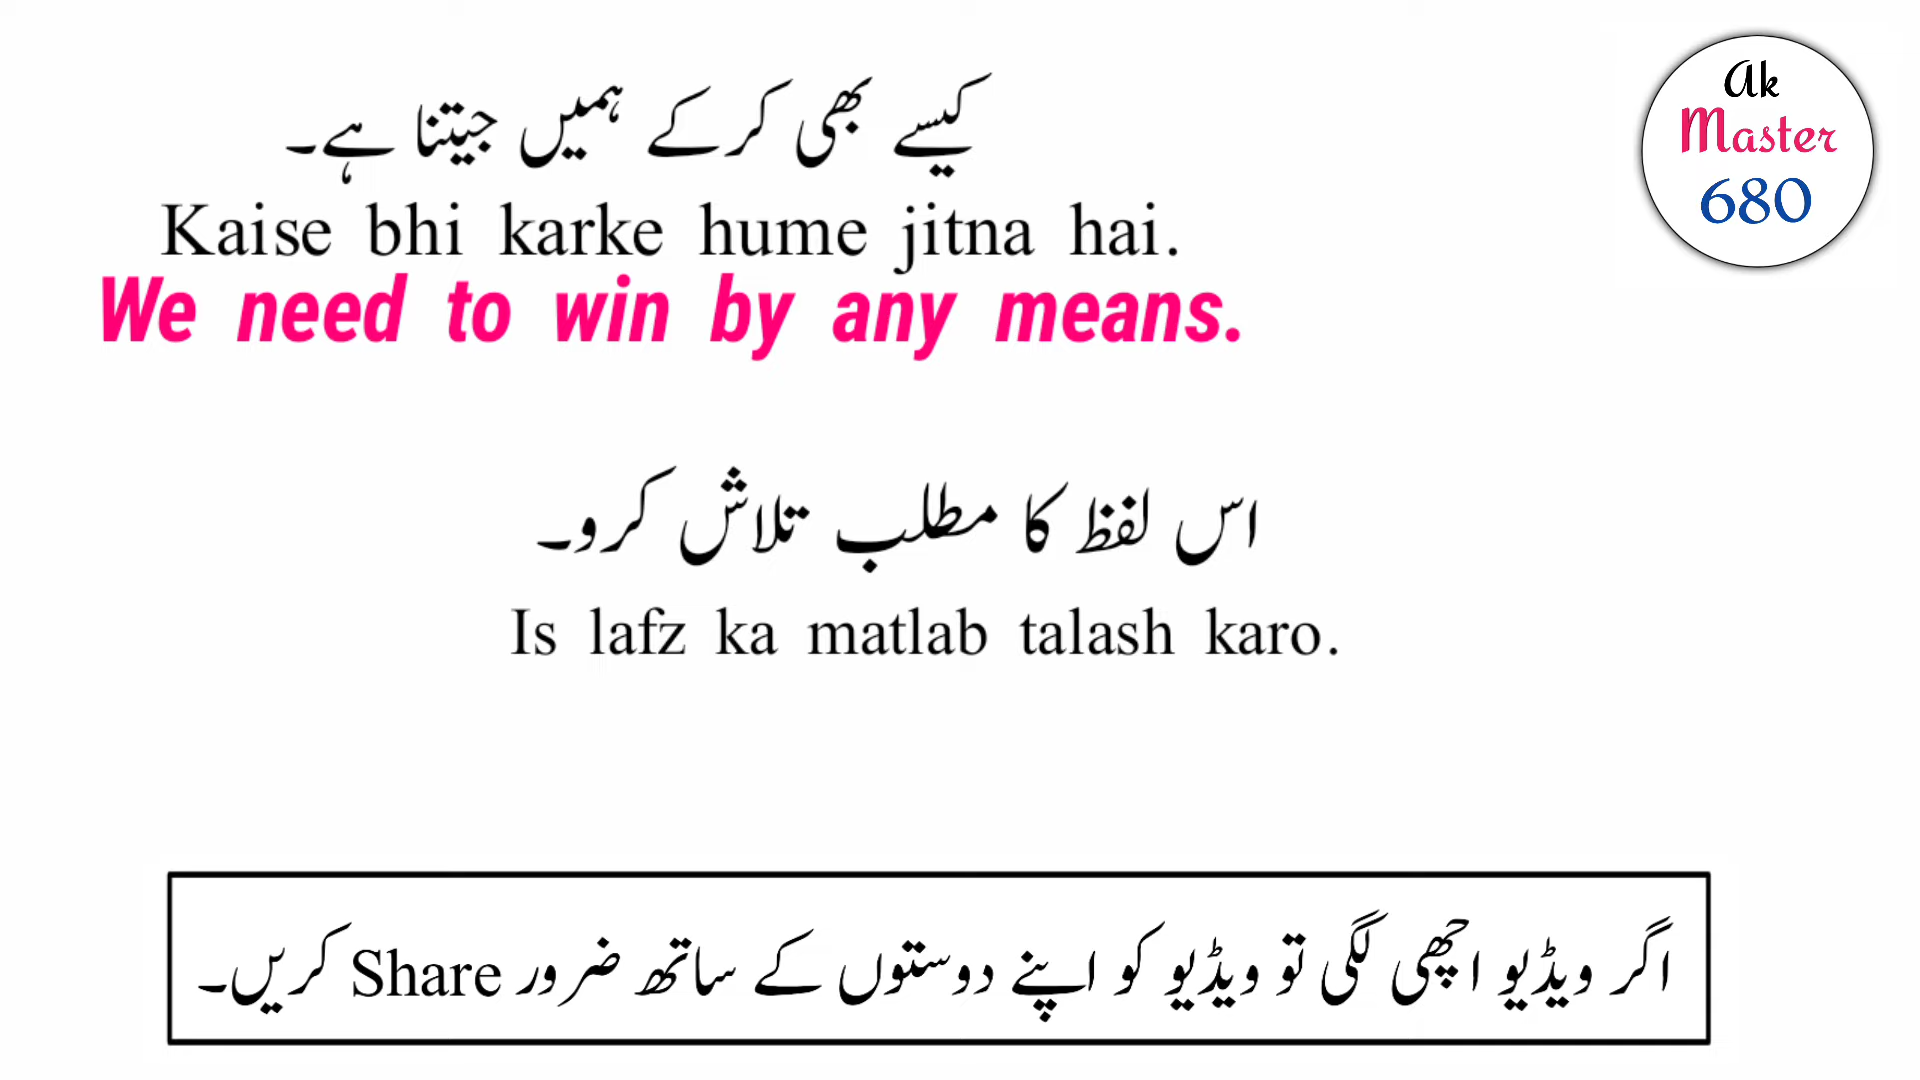 Ak
Master
680
کیسے بھی کرکے ہمیں جیتنا ہے۔
Kaise bhi karke hume jitna hai.
We need to win by any means.
اس لفظ کا مطلب تلاش کرو۔
Is lafz ka matlab talash karo.
اگر ویڈیو اچھی لگی تو ویڈیو کو اپنے دوستوں کے ساتھ ضرور Share کریں۔